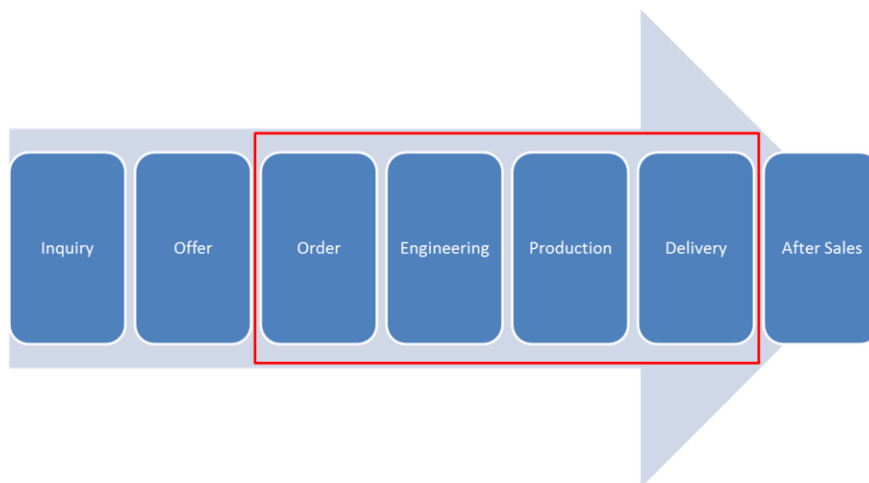 Inquiry
Offer
Order
Engineering
Production
Delivery
After Sales